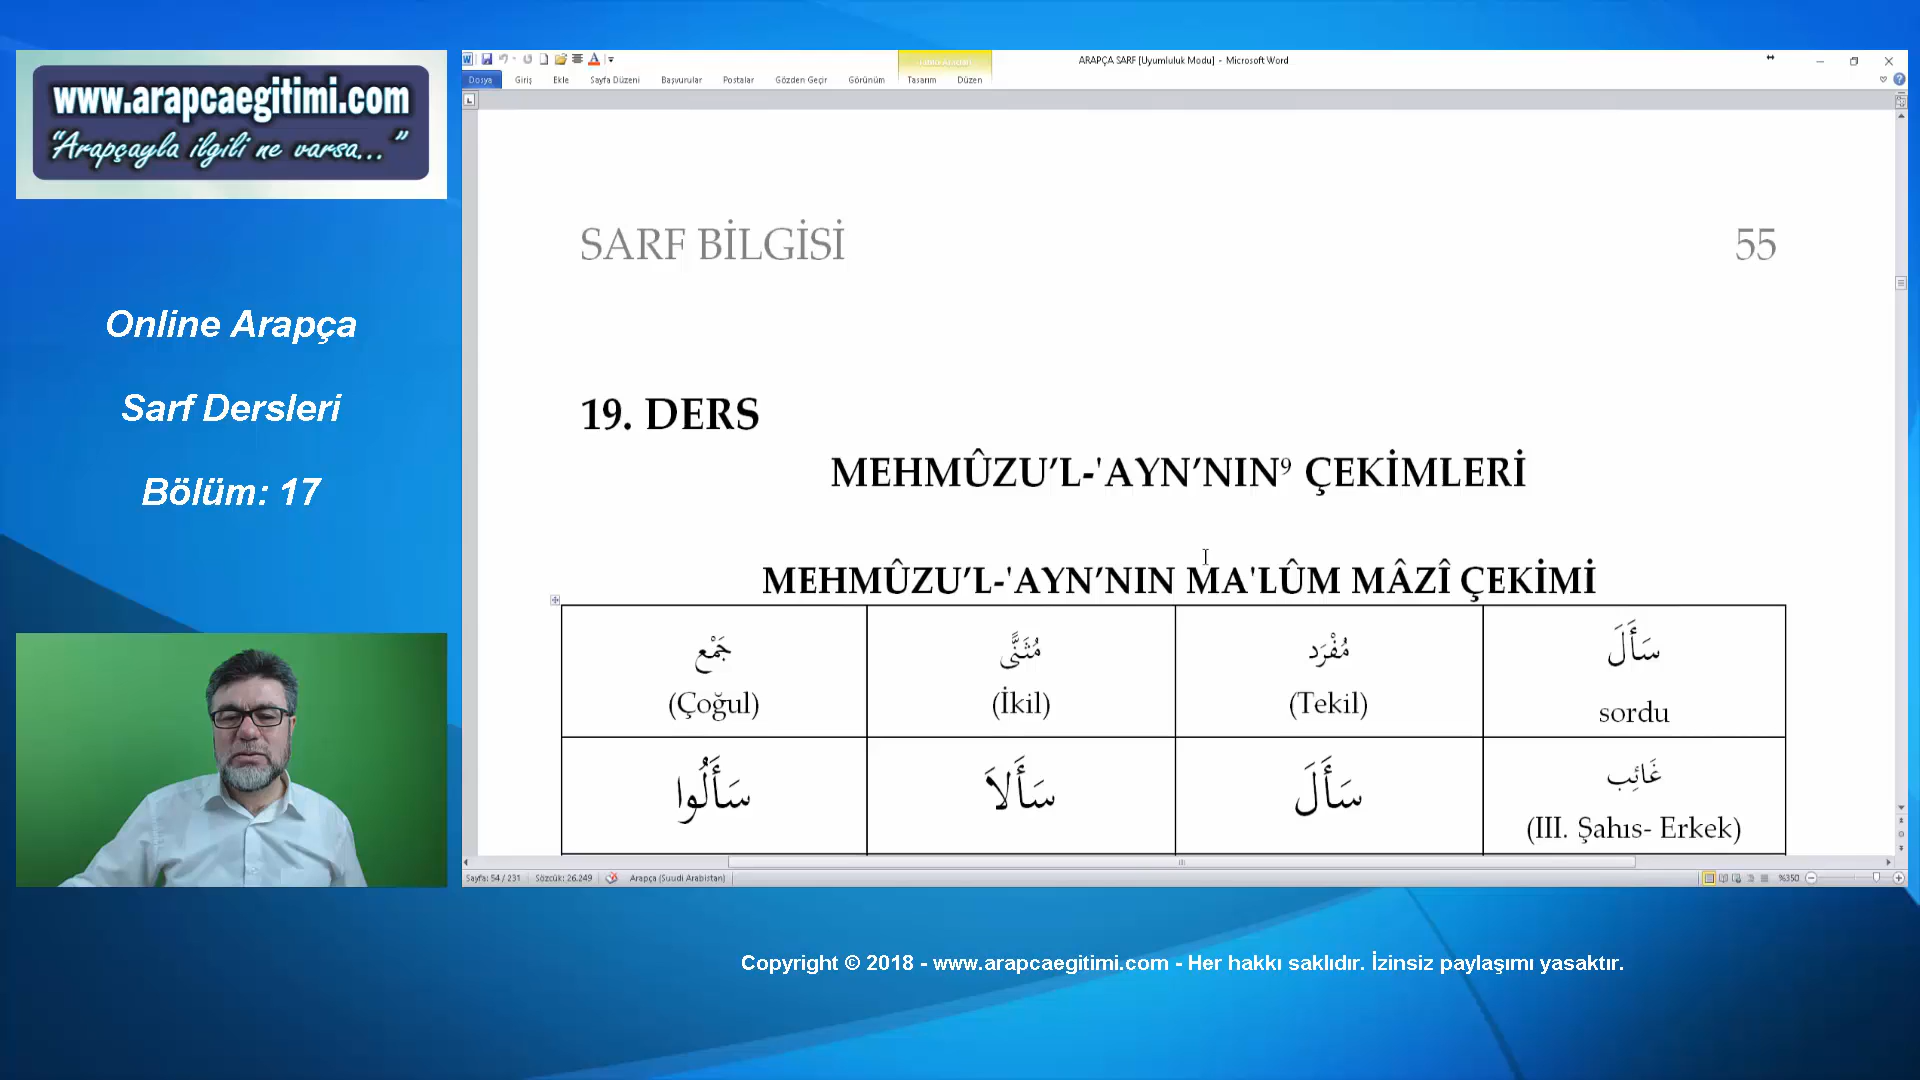 www.arapcaegitimi.com
“Arapçayla ilgili ne varsa...”
Online Arapça
Sarf Dersleri
Bölüm: 17
ARAPÇA SARF [Uyumluluk Modu] - Microsoft Word
Dosya Giriş Ekle Sayfa Düzeni Başvurular Postalar Gözden Geçir Görünüm Tasarım Düzen
SARF BİLGİSİ 55
19. DERS
MEHMÛZU’L-'AYN’NIN⁹ ÇEKİMLERİ
MEHMÛZU’L-'AYN’NIN MA'LÛM MÂZÎ ÇEKİMİ
جَمْع مُثَنًّى مُفْرَد سَأَلَ
(Çoğul) (İkil) (Tekil) sordu
سَأَلُوا سَأَلاَ سَأَلَ غَائِب
(III. Şahıs- Erkek)
Sayfa: 54 / 231 Sözcük: 26.249 Arapça (Suudi Arabistan) %350
Copyright © 2018 - www.arapcaegitimi.com - Her hakkı saklıdır. İzinsiz paylaşımı yasaktır.